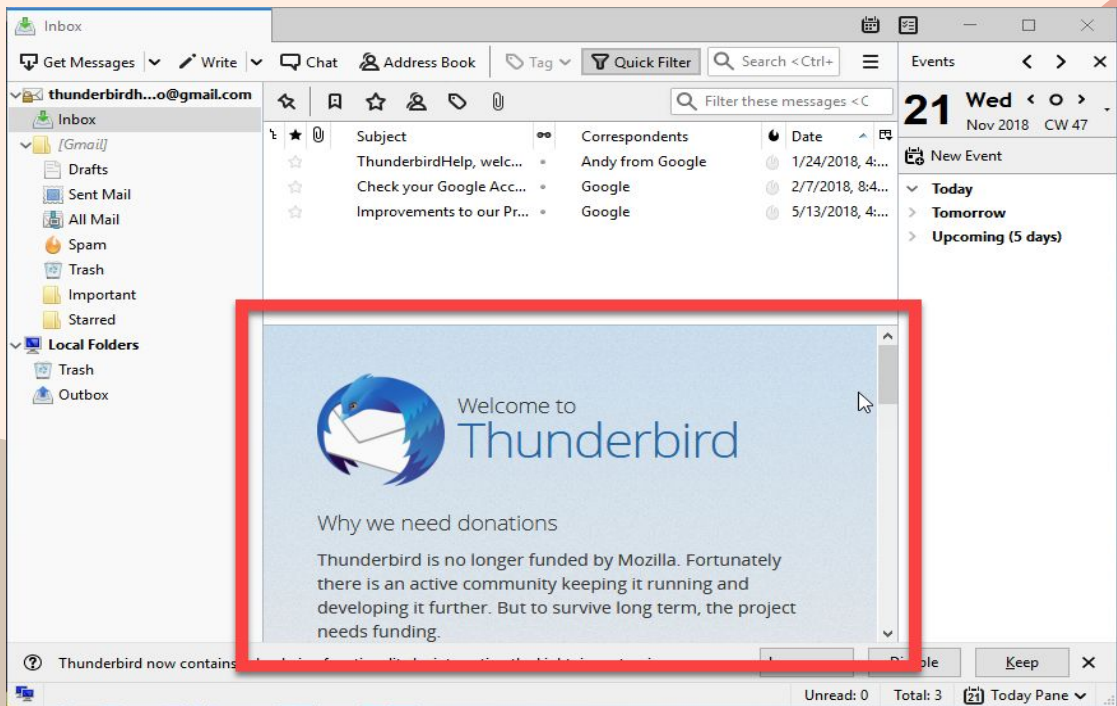 Inbox
Get Messages Write Chat Address Book Tag Quick Filter Search <Ctrl+ Events
thunderbirdh...o@gmail.com
Inbox
[Gmail]
Drafts
Sent Mail
All Mail
Spam
Trash
Important
Starred
Local Folders
Trash
Outbox
Filter these messages <C
Subject Correspondents Date
ThunderbirdHelp, welc... Andy from Google 1/24/2018, 4:...
Check your Google Acc... Google 2/7/2018, 8:4...
Improvements to our Pr... Google 5/13/2018, 4:...
Welcome to
Thunderbird
Why we need donations
Thunderbird is no longer funded by Mozilla. Fortunately
there is an active community keeping it running and
developing it further. But to survive long term, the project
needs funding.
21 Wed
Nov 2018 CW 47
New Event
Today
Tomorrow
Upcoming (5 days)
Thunderbird now contains
Keep
Unread: 0 Total: 3 21 Today Pane